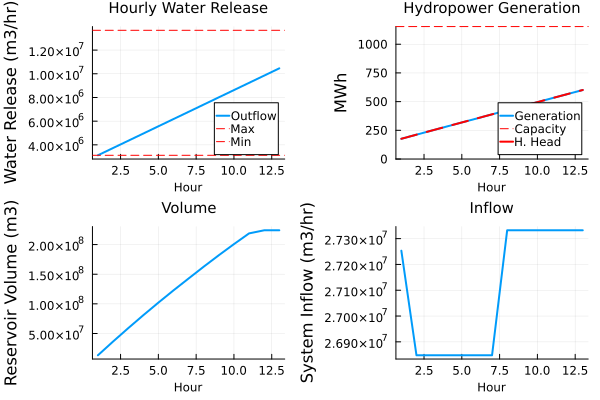 Hourly Water Release
Water Release (m3/hr)
1.20×10⁷
1.00×10⁷
8.00×10⁶
6.00×10⁶
4.00×10⁶
Outflow
Max
Min
2.5 5.0 7.5 10.0 12.5
Hour
Hydropower Generation
MWh
1000
750
500
250
0
Generation
Capacity
H. Head
2.5 5.0 7.5 10.0 12.5
Hour
Volume
Reservoir Volume (m3)
2.00×10⁸
1.50×10⁸
1.00×10⁸
5.00×10⁷
2.5 5.0 7.5 10.0 12.5
Hour
Inflow
System Inflow (m3/hr)
2.730×10⁷
2.720×10⁷
2.710×10⁷
2.700×10⁷
2.690×10⁷
2.5 5.0 7.5 10.0 12.5
Hour